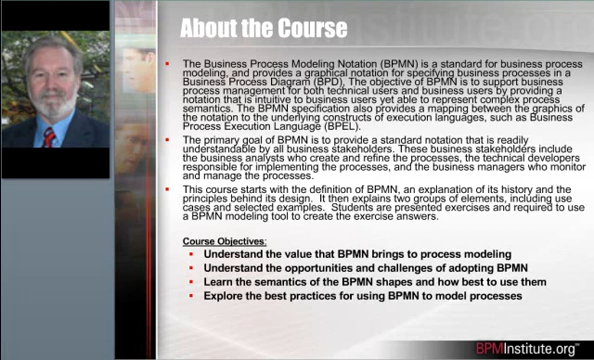 About the Course
The Business Process Modeling Notation (BPMN) is a standard for business process
modeling, and provides a graphical notation for specifying business processes in a
Business Process Diagram (BPD). The objective of BPMN is to support business
process management for both technical users and business users by providing a
notation that is intuitive to business users yet able to represent complex process
semantics. The BPMN specification also provides a mapping between the graphics of
the notation to the underlying constructs of execution languages, such as Business
Process Execution Language (BPEL).
The primary goal of BPMN is to provide a standard notation that is readily
understandable by all business stakeholders. These business stakeholders include
the business analysts who create and refine the processes, the technical developers
responsible for implementing the processes, and the business managers who monitor
and manage the processes.
This course starts with the definition of BPMN, an explanation of its history and the
principles behind its design. It then explains two groups of elements, including use
cases and selected examples. Students are presented exercises and required to use
a BPMN modeling tool to create the exercise answers.
Course Objectives:
Understand the value that BPMN brings to process modeling
Understand the opportunities and challenges of adopting BPMN
Learn the semantics of the BPMN shapes and how best to use them
Explore the best practices for using BPMN to model processes
BPMInstitute.org